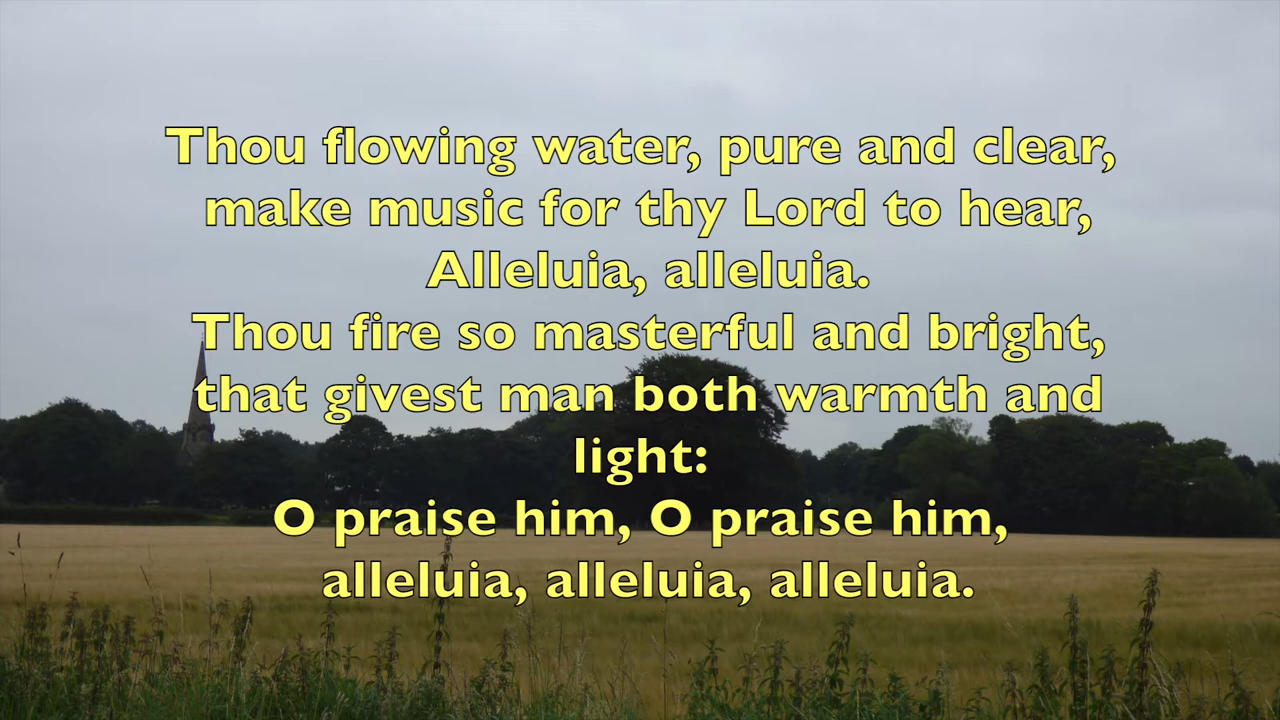 Thou flowing water, pure and clear,
make music for thy Lord to hear,
Alleluia, alleluia.
Thou fire so masterful and bright,
that givest man both warmth and
light:
O praise him, O praise him,
alleluia, alleluia, alleluia.